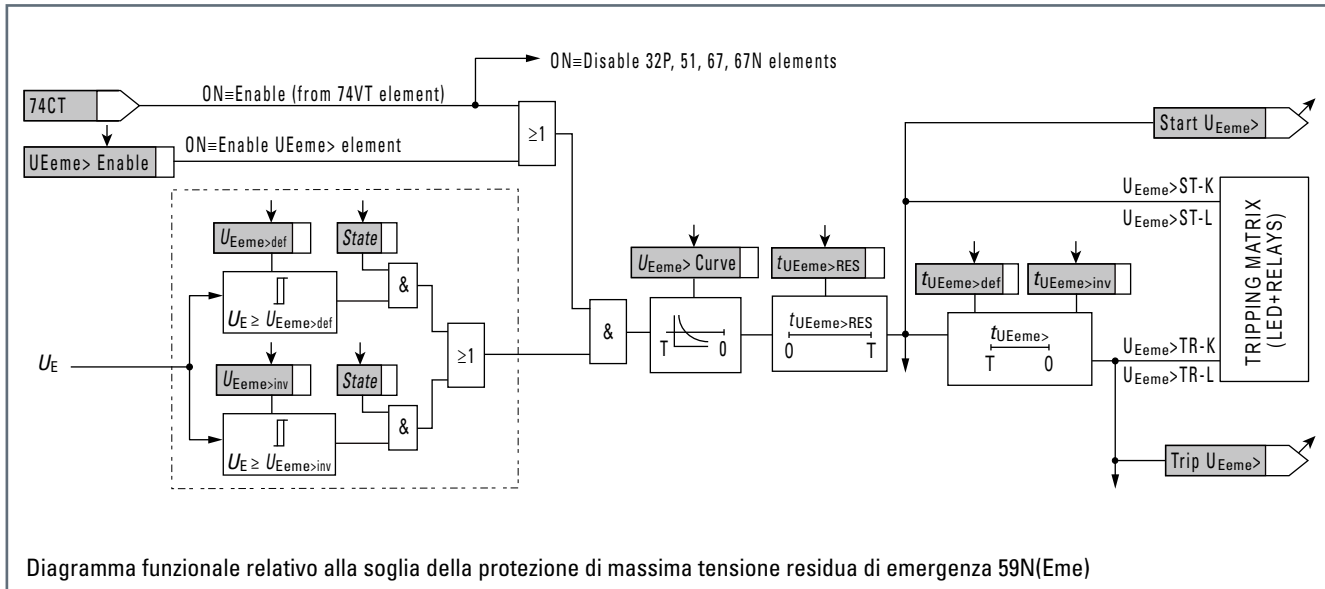 ON≡Disable 32P, 51, 67, 67N elements
74CT
ON≡Enable (from 74VT element)
UEeme> Enable
ON≡Enable UEeme> element
≥1
Start UEeme>
UEeme>ST-K
UEeme>ST-L
TRIPPING MATRIX
(LED+RELAYS)
UEeme>def
State
&
UE ≥ UEeme>def
UE
UEeme>inv
State
&
UE ≥ UEeme>inv
≥1
&
UEeme> Curve
T 0
tUEeme>RES
tUEeme>RES
0 T
tUEeme>def
tUEeme>inv
tUEeme>
T 0
UEeme>TR-K
UEeme>TR-L
Trip UEeme>
Diagramma funzionale relativo alla soglia della protezione di massima tensione residua di emergenza 59N(Eme)